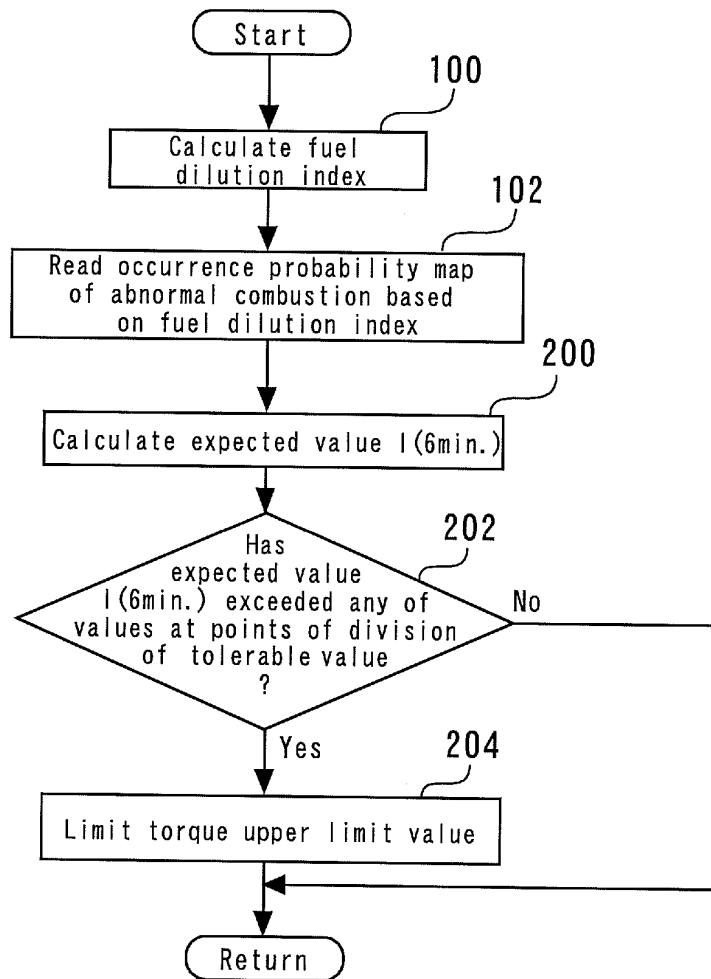 Start
100
Calculate fuel
dilution index
102
Read occurrence probability map
of abnormal combustion based
on fuel dilution index
200
Calculate expected value I(6min.)
202
Has
expected value
I(6min.) exceeded any of
values at points of division
of tolerable value
?
No
Yes
204
Limit torque upper limit value
Return